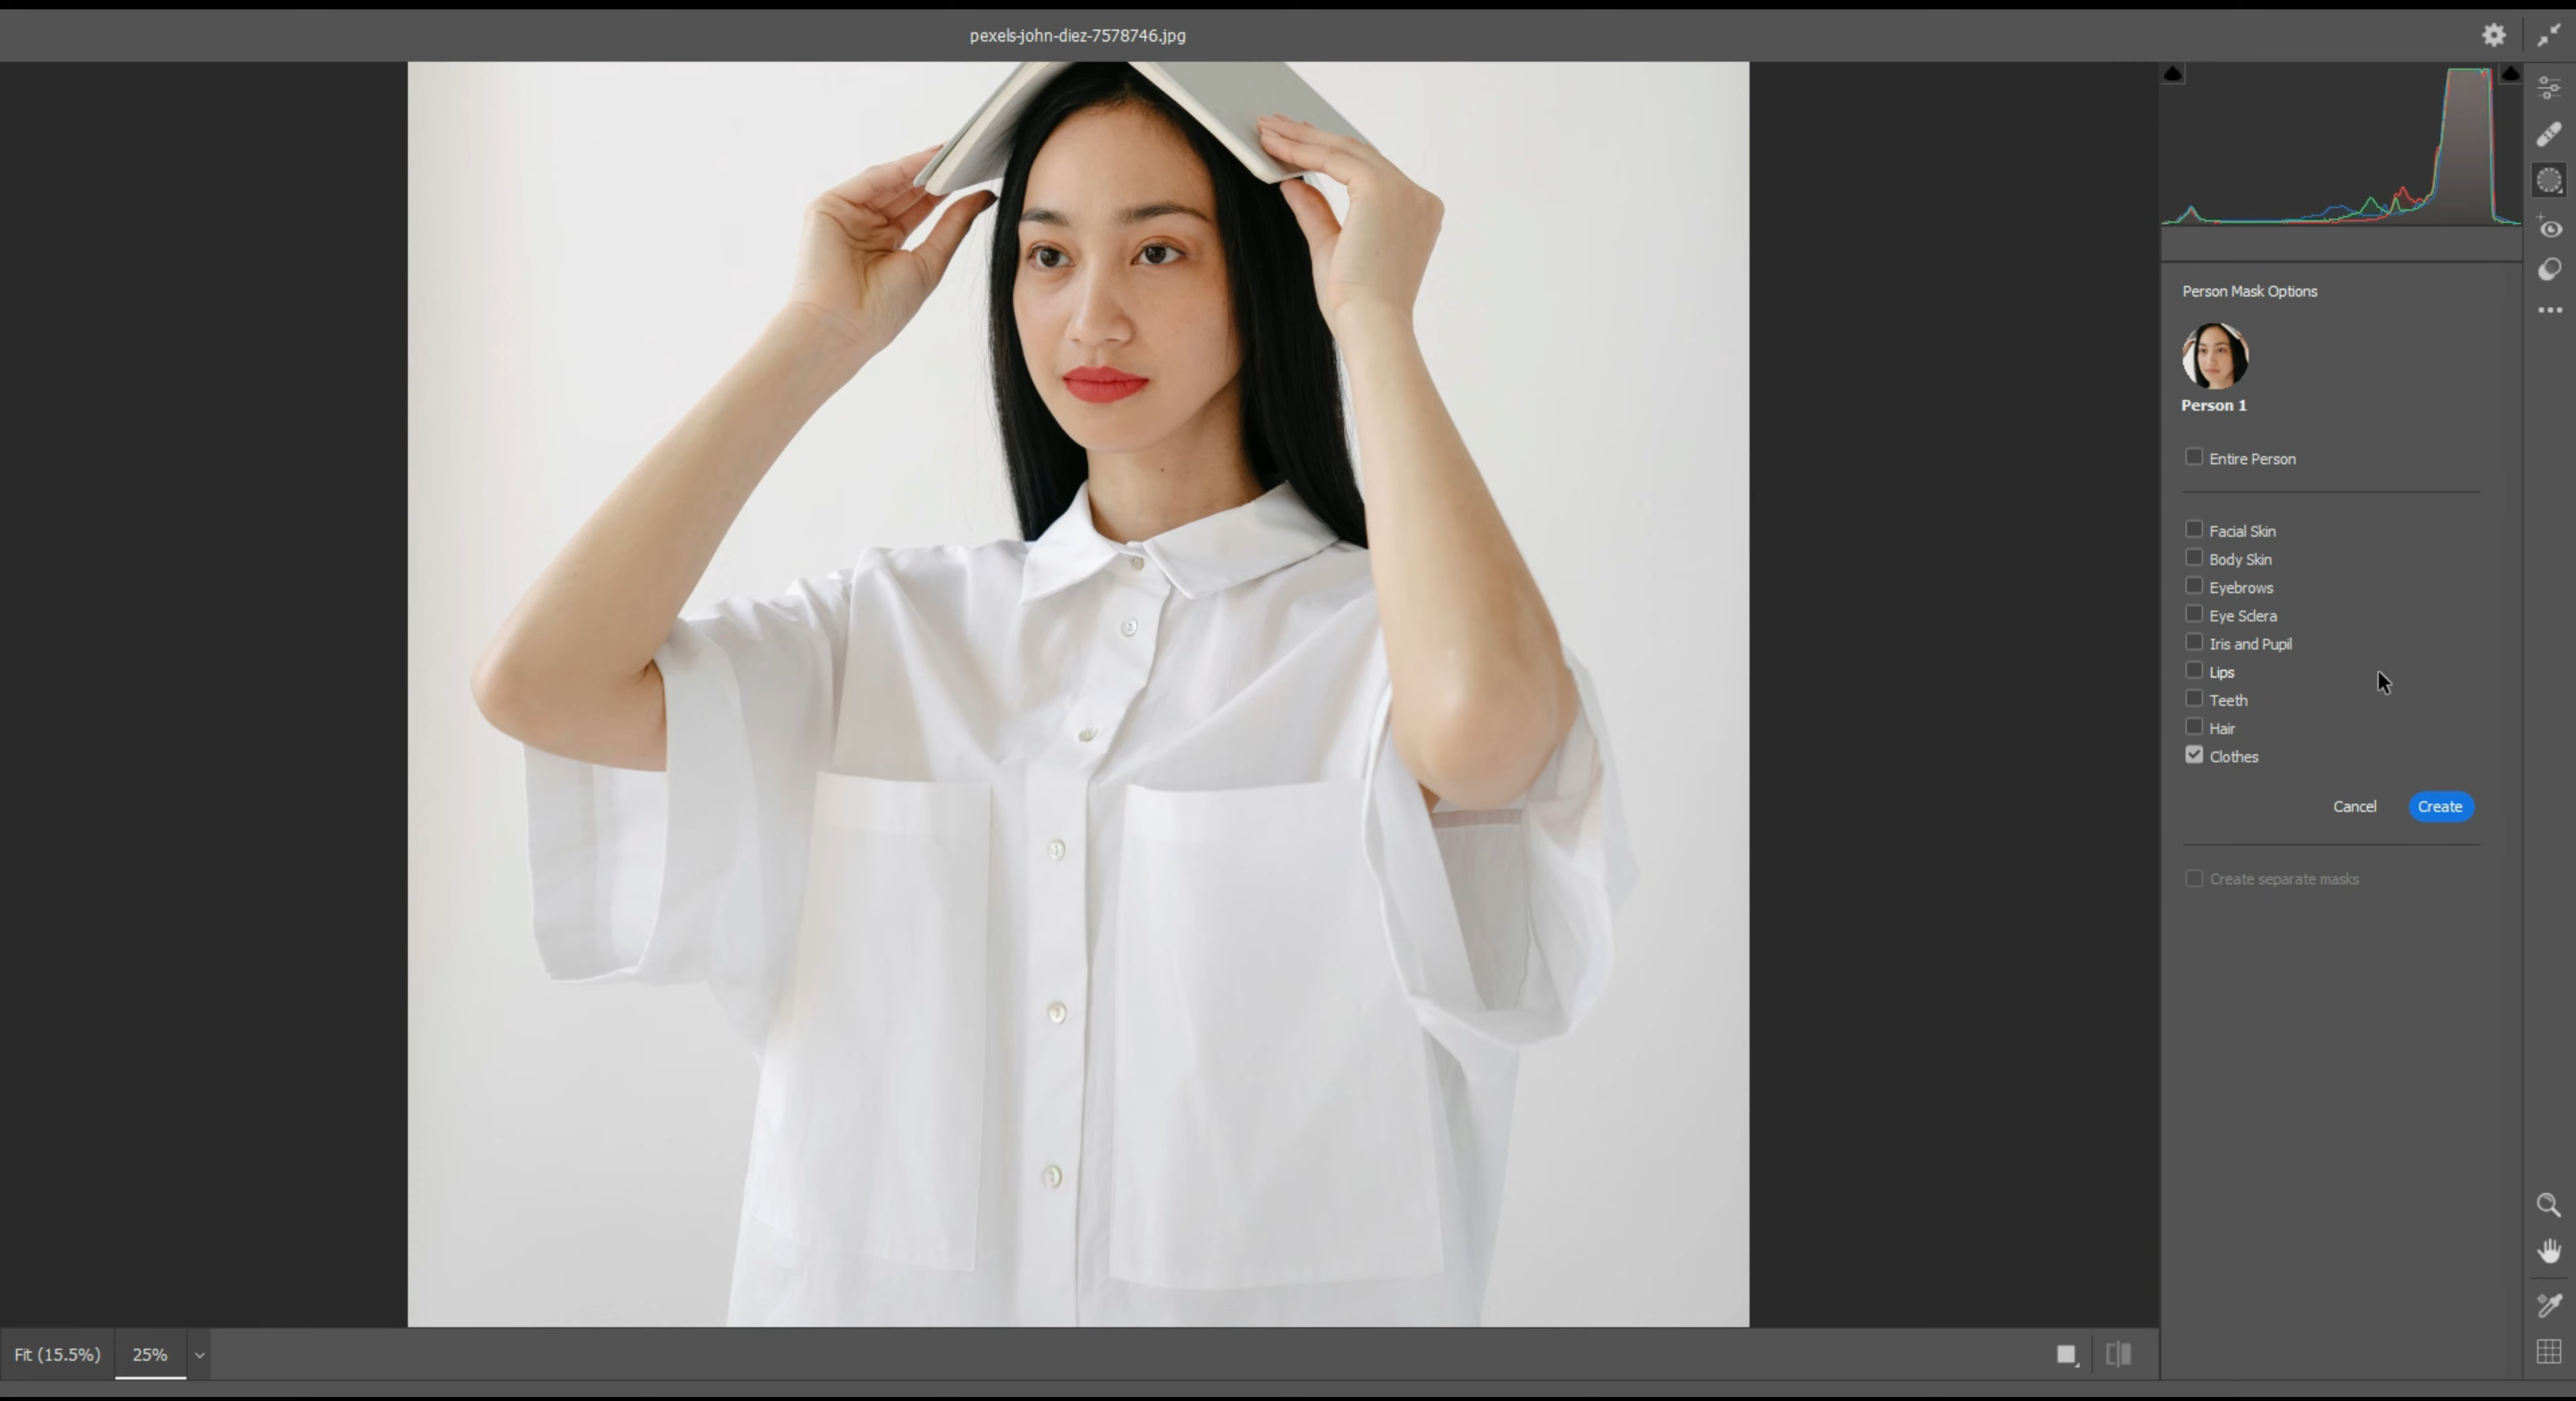 pexels-john-diez-7578746.jpg
Person Mask Options
Person 1
Entire Person
Facial Skin
Body Skin
Eyebrows
Eye Sclera
Iris and Pupil
Lips
Teeth
Hair
Clothes
Cancel Create
Create separate masks
Fit (15.5%) 25%